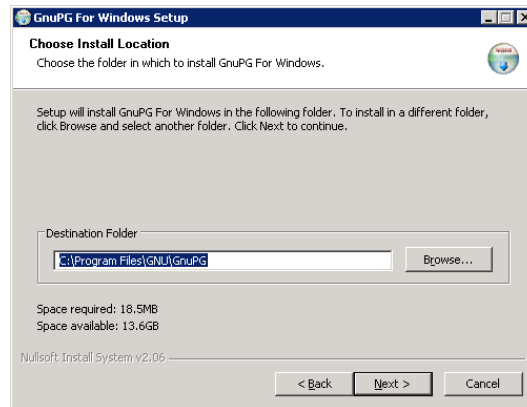 GnuPG For Windows Setup
Choose Install Location
Choose the folder in which to install GnuPG For Windows.
Setup will install GnuPG For Windows in the following folder. To install in a different folder,
click Browse and select another folder. Click Next to continue.
Destination Folder
C:\Program Files\GNU\GnuPG
Browse...
Space required: 18.5MB
Space available: 13.6GB
Nullsoft Install System v2.06
< Back Next > Cancel